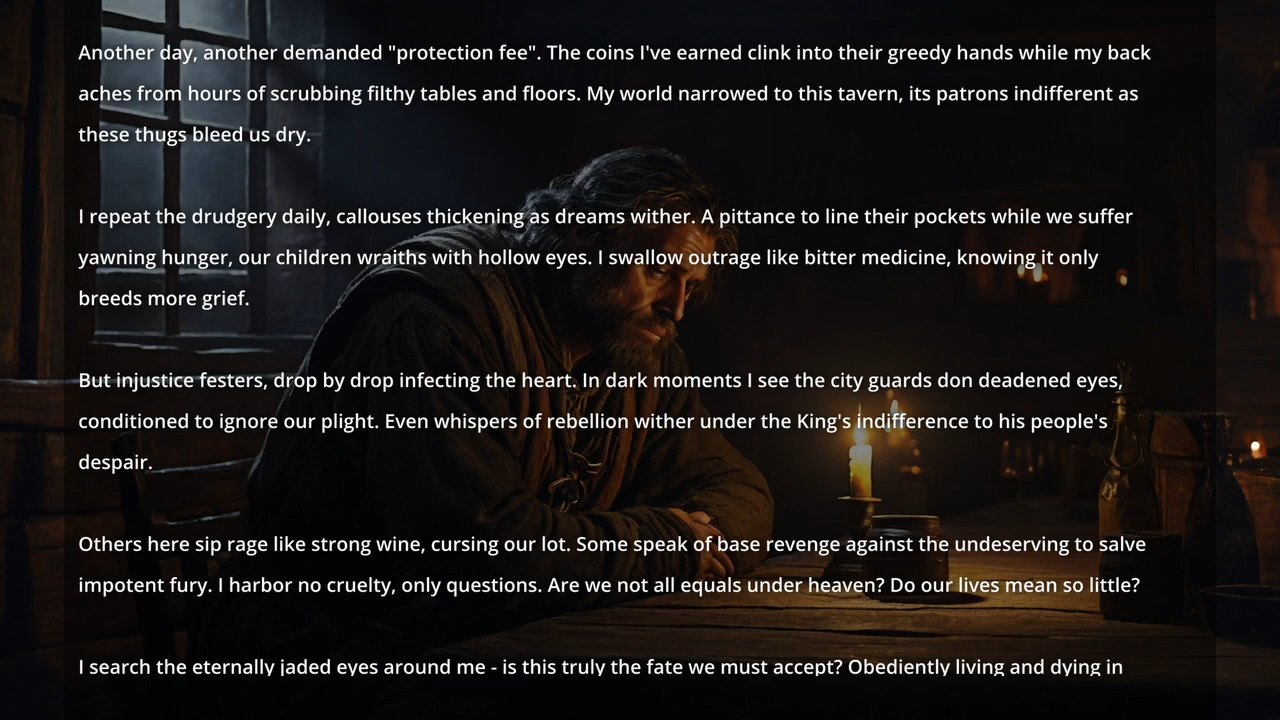 Another day, another demanded "protection fee". The coins I've earned clink into their greedy hands while my back
aches from hours of scrubbing filthy tables and floors. My world narrowed to this tavern, its patrons indifferent as
these thugs bleed us dry.
I repeat the drudgery daily, callouses thickening as dreams wither. A pittance to line their pockets while we suffer
yawning hunger, our children wraiths with hollow eyes. I swallow outrage like bitter medicine, knowing it only
breeds more grief.
But injustice festers, drop by drop infecting the heart. In dark moments I see the city guards don deadened eyes,
conditioned to ignore our plight. Even whispers of rebellion wither under the King's indifference to his people's
despair.
Others here sip rage like strong wine, cursing our lot. Some speak of base revenge against the undeserving to salve
impotent fury. I harbor no cruelty, only questions. Are we not all equals under heaven? Do our lives mean so little?
I search the eternally jaded eyes around me - is this truly the fate we must accept? Obediently living and dying in